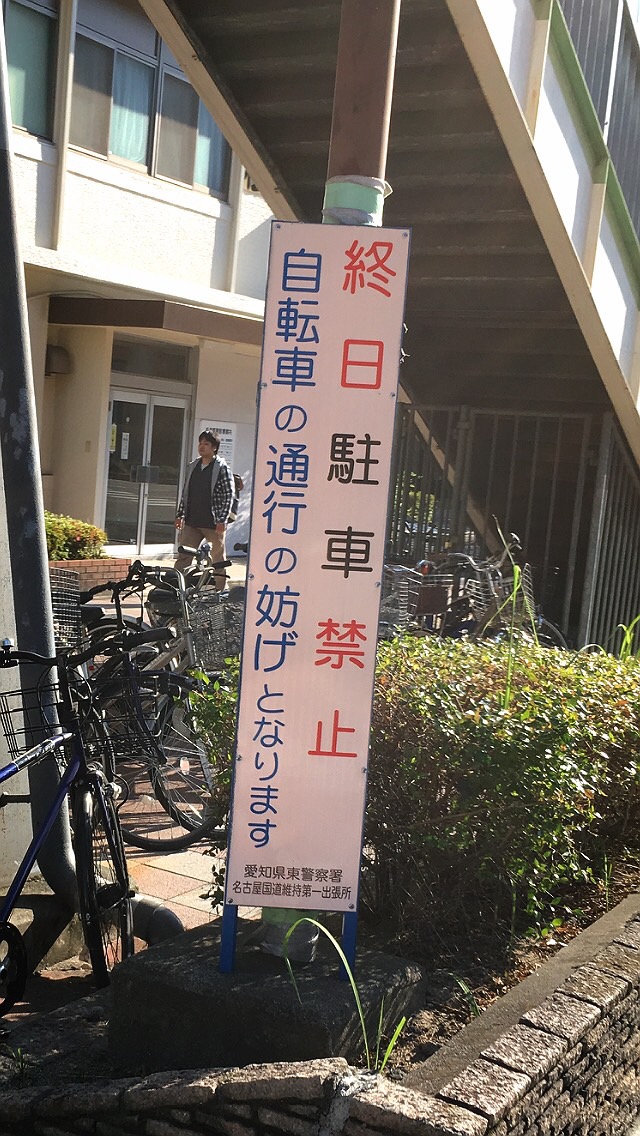 終日駐車禁止
自転車の通行の妨げとなります
愛知県東警察署
名古屋国道維持第一出張所